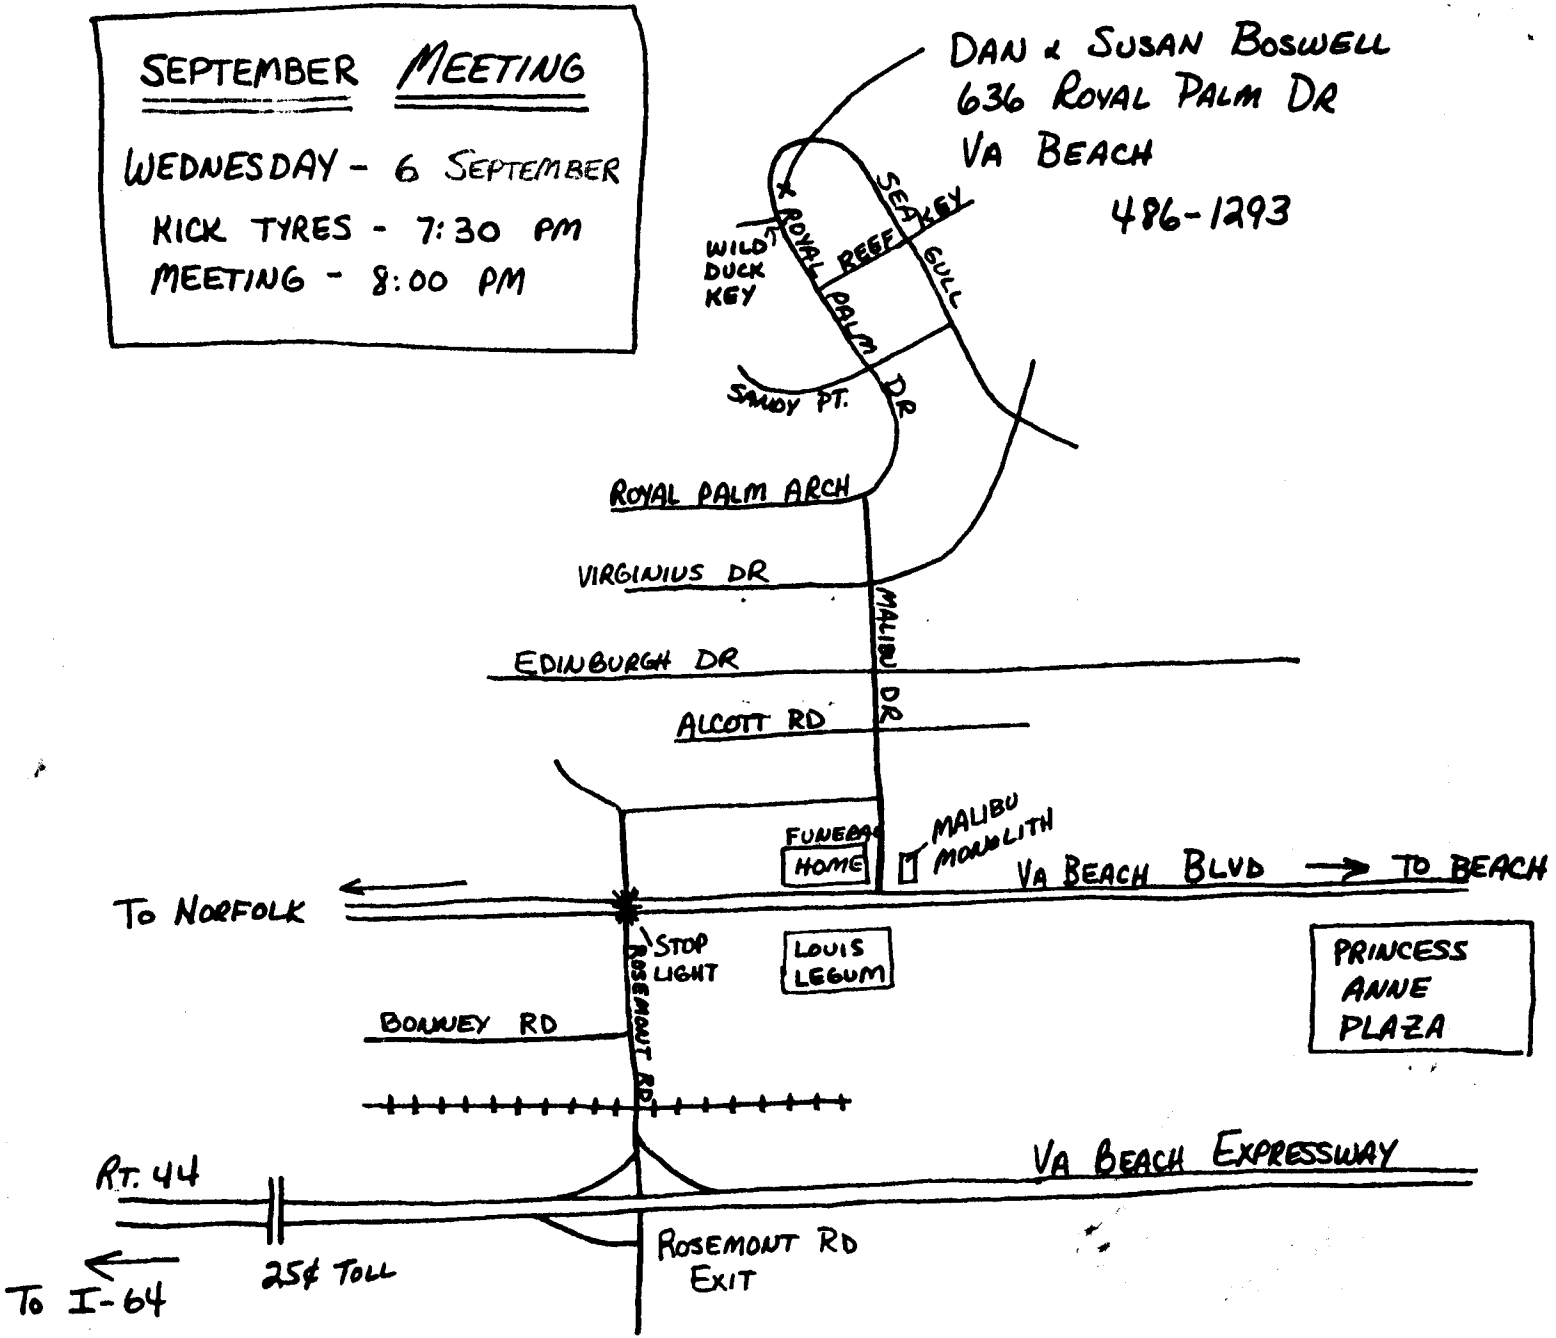 SEPTEMBER MEETING
WEDNESDAY - 6 SEPTEMBER
KICK TYRES - 7:30 PM
MEETING - 8:00 PM
DAN & SUSAN BOSWELL
636 ROYAL PALM DR
VA BEACH
486-1293
SEA GULL
REEF KEY
ROYAL PALM DR
WILD
DUCK
KEY
SANDY PT.
ROYAL PALM ARCH
VIRGINIUS DR
MALIBU DR
EDINBURGH DR
ALCOTT RD
FUNERAL
HOME
MALIBU
MONOLITH
VA BEACH BLVD → TO BEACH
← TO NORFOLK
STOP
LIGHT
LOUIS
LEGUM
PRINCESS
ANNE
PLAZA
ROSEMONT RD
BONNEY RD
RT. 44
VA BEACH EXPRESSWAY
25¢ TOLL
ROSEMONT RD
EXIT
← TO I-64